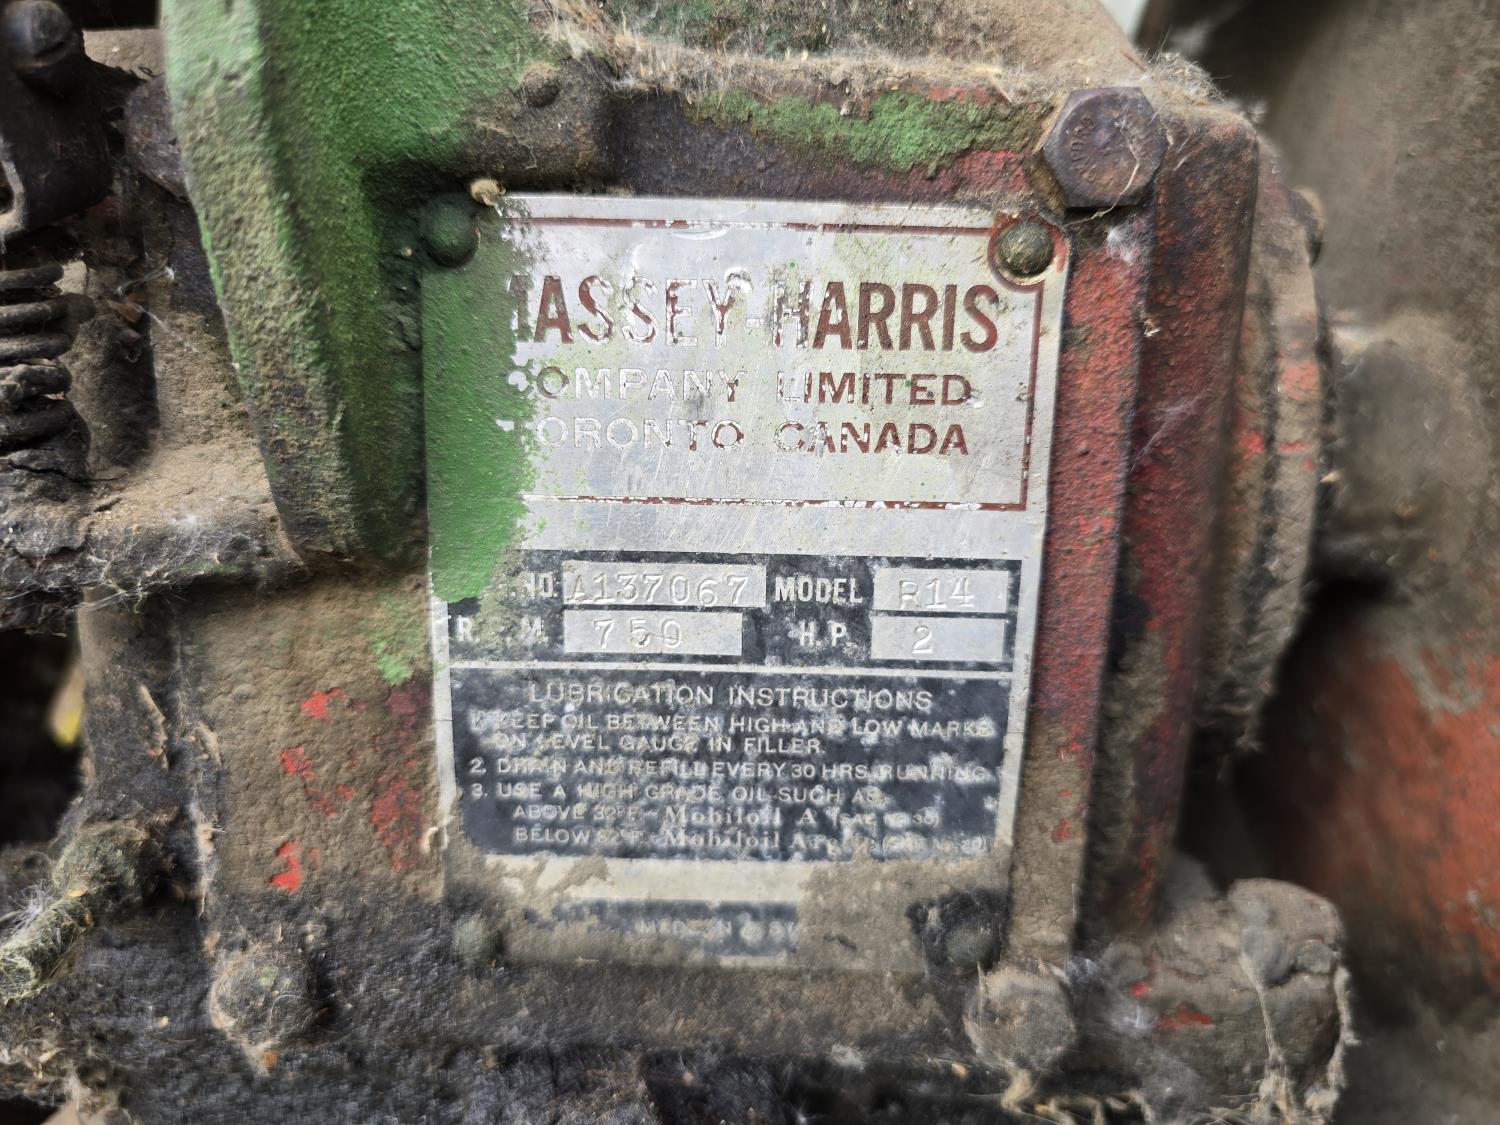 MASSEY-HARRIS
COMPANY LIMITED
TORONTO CANADA
NO. A137067 MODEL R14
R. M. 750 H.P. 2
LUBRICATION INSTRUCTIONS
1. KEEP OIL BETWEEN HIGH AND LOW MARKS
ON LEVEL GAUGE IN FILLER.
2. DRAIN AND REFILL EVERY 30 HRS. RUNNING
3. USE A HIGH GRADE OIL SUCH AS
ABOVE 32°F. - Mobiloil A (SAE
BELOW 32°F. - Mobiloil